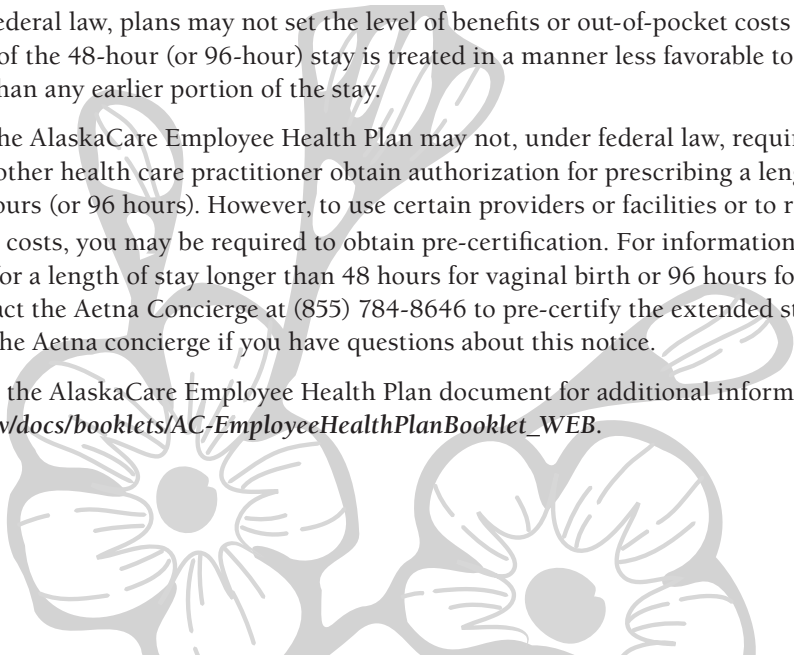 ederal law, plans may not set the level of benefits or out-of-pocket costs
of the 48-hour (or 96-hour) stay is treated in a manner less favorable to
han any earlier portion of the stay.
he AlaskaCare Employee Health Plan may not, under federal law, requi
other health care practitioner obtain authorization for prescribing a len
ours (or 96 hours). However, to use certain providers or facilities or to r
costs, you may be required to obtain pre-certification. For information
for a length of stay longer than 48 hours for vaginal birth or 96 hours fo
act the Aetna Concierge at (855) 784-8646 to pre-certify the extended st
he Aetna concierge if you have questions about this notice.
the AlaskaCare Employee Health Plan document for additional inform
v/docs/booklets/AC-EmployeeHealthPlanBooklet_WEB.